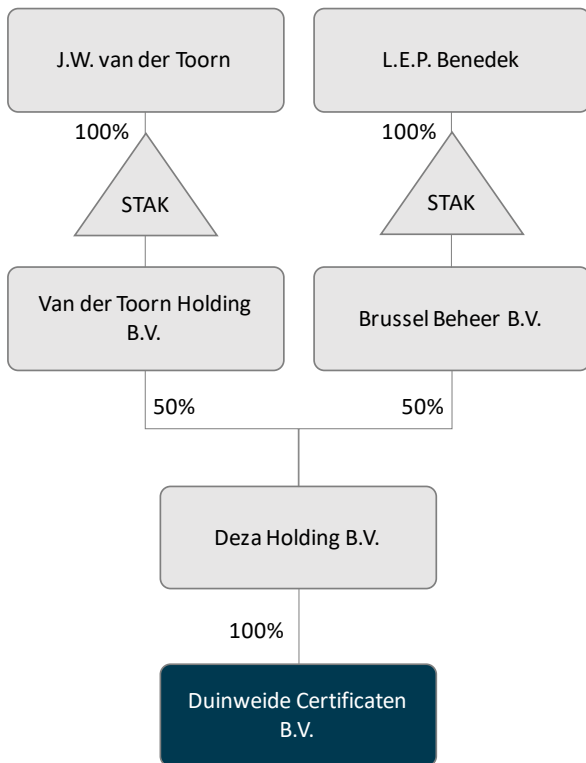 J.W. van der Toorn
L.E.P. Benedek
100%
100%
STAK
STAK
Van der Toorn Holding
B.V.
Brussel Beheer B.V.
50%
50%
Deza Holding B.V.
100%
Duinweide Certificaten
B.V.